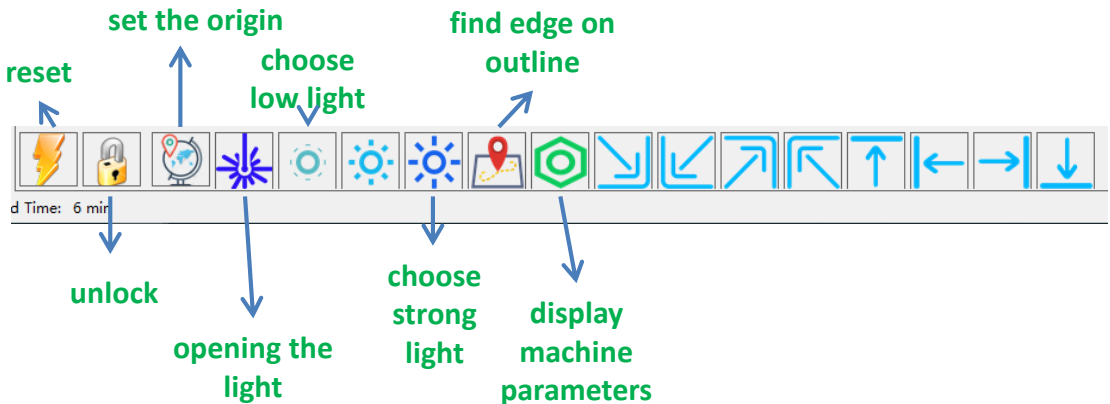 set the origin
find edge on
outline
reset
choose
low light
d Time: 6 min
unlock
opening the
light
choose
strong
light
display
machine
parameters